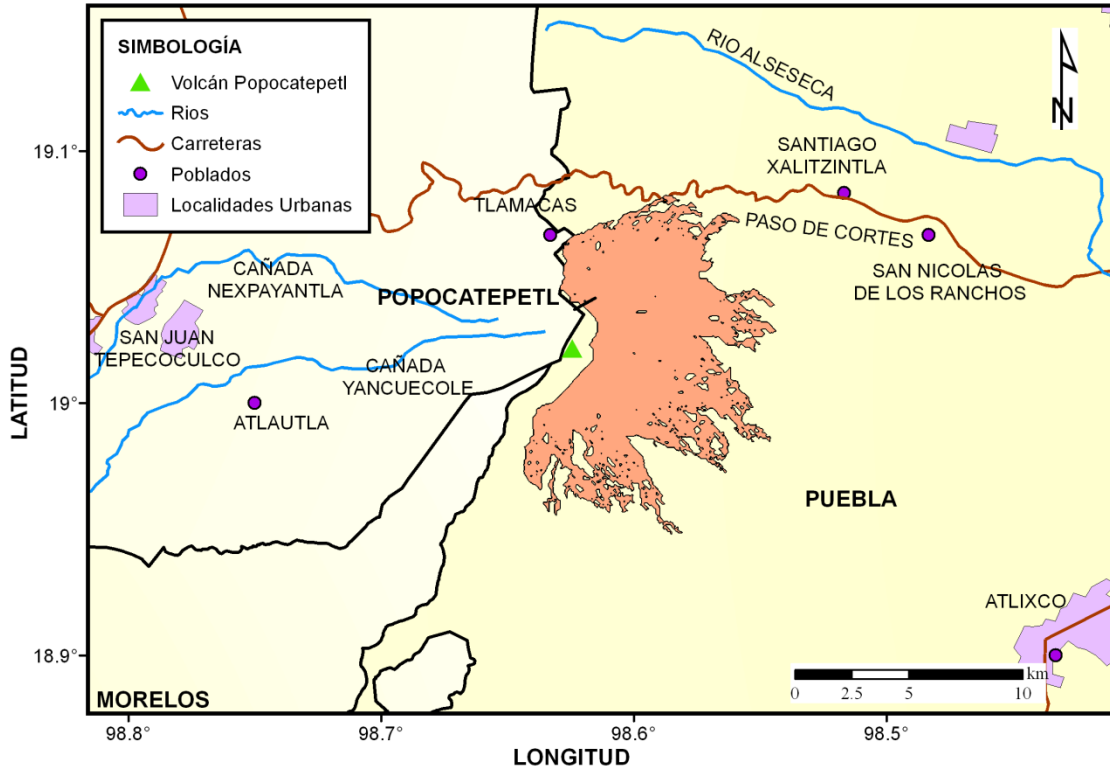 SIMBOLOGÍA
Volcán Popocatepetl
Rios
Carreteras
Poblados
Localidades Urbanas
RIO ALSESECA
N
19.1°
SANTIAGO
XALITZINTLA
TLAMACAS
PASO DE CORTES
CAÑADA
NEXPAYANTLA
POPOCATEPETL
SAN NICOLAS
DE LOS RANCHOS
SAN JUAN
TEPECOCULCO
CAÑADA
YANCUECOLE
LATITUD
19°
ATLAUTLA
PUEBLA
ATLIXCO
18.9°
km
0 2.5 5 10
MORELOS
98.8° 98.7° 98.6° 98.5°
LONGITUD